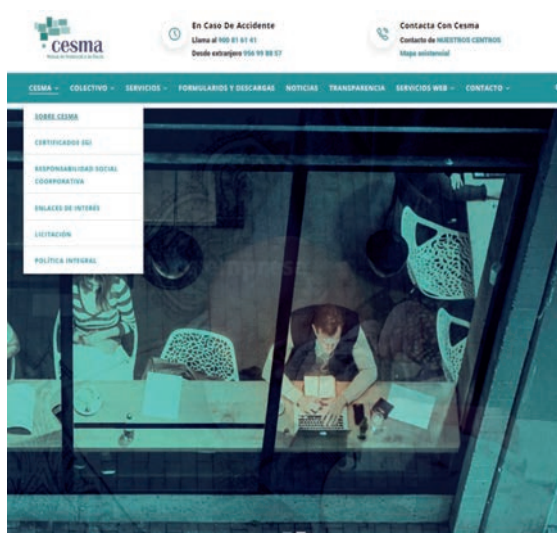 cesma
En Caso De Accidente
Llama al 900 81 61 41
Desde extranjero 956 99 88 57
Contacta Con Cesma
Contacto de NUESTROS CENTROS
Mapa asistencial
CESMA COLECTIVO SERVICIOS FORMULARIOS Y DESCARGAS NOTICIAS TRANSPARENCIA SERVICIOS WEB CONTACTO
SOBRE CESMA
CERTIFICADOS SGI
RESPONSABILIDAD SOCIAL
COORPORATIVA
ENLACES DE INTERÉS
LICITACIÓN
POLÍTICA INTEGRAL